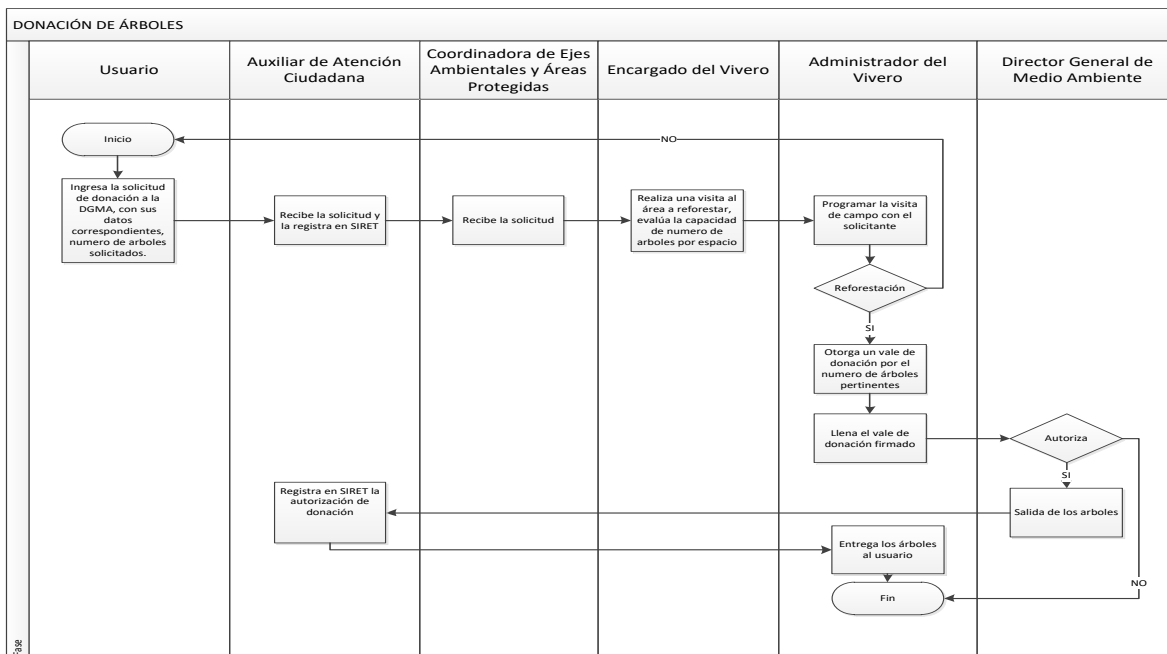 DONACIÓN DE ÁRBOLES
Usuario
Auxiliar de Atención
Ciudadana
Coordinadora de Ejes
Ambientales y Áreas
Protegidas
Encargado del Vivero
Administrador del
Vivero
Director General de
Medio Ambiente
Inicio
NO
Ingresa la solicitud
de donación a la
DGMA, con sus
datos
correspondientes,
numero de arboles
solicitados.
Recibe la solicitud y
la registra en SIRET
Recibe la solicitud
Realiza una visita al
área a reforestar,
evalúa la capacidad
de numero de
arboles por espacio
Programar la visita
de campo con el
solicitante
Reforestación
SI
Otorga un vale de
donación por el
numero de árboles
pertinentes
Llena el vale de
donación firmado
Autoriza
SI
Registra en SIRET la
autorización de
donación
Salida de los arboles
Entrega los árboles
al usuario
NO
Fin
Fase